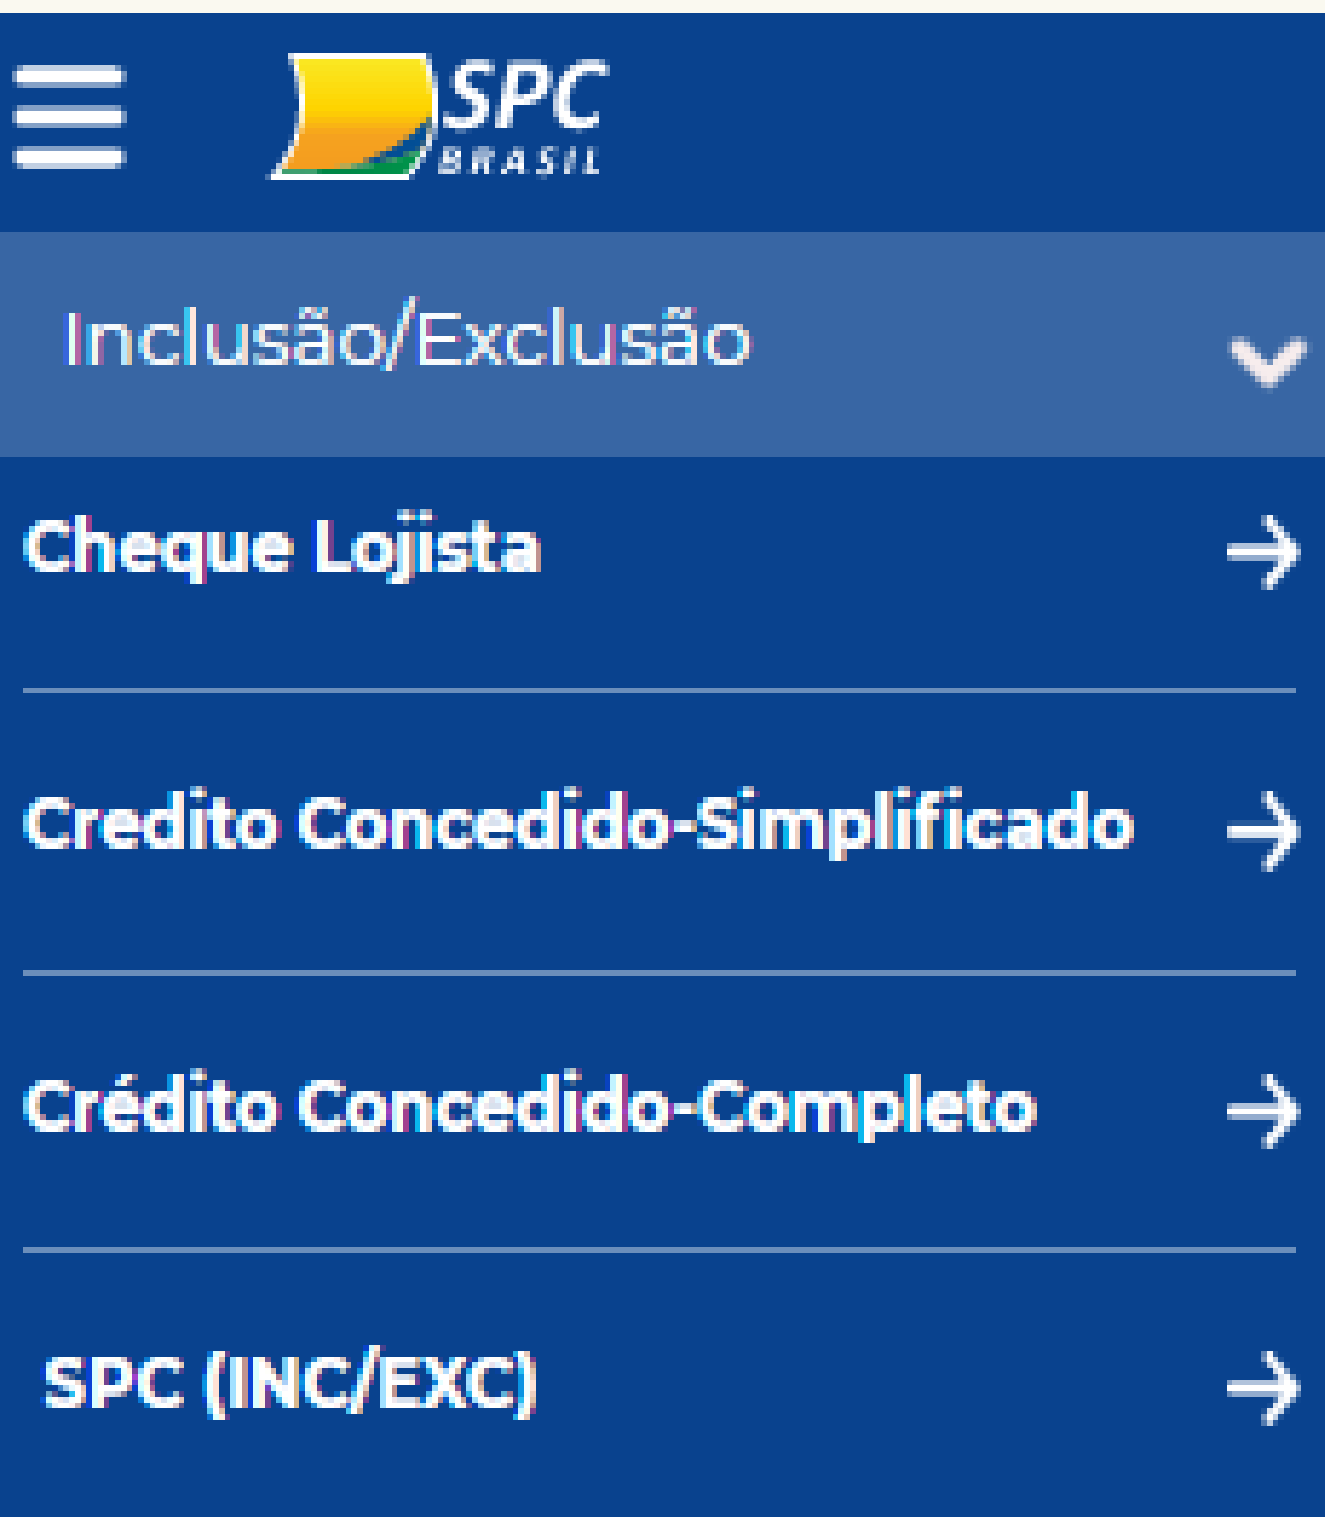 SPC
BRASIL
Inclusão/Exclusão
Cheque Lojista
Credito Concedido-Simplificado
Crédito Concedido-Completo
SPC (INC/EXC)